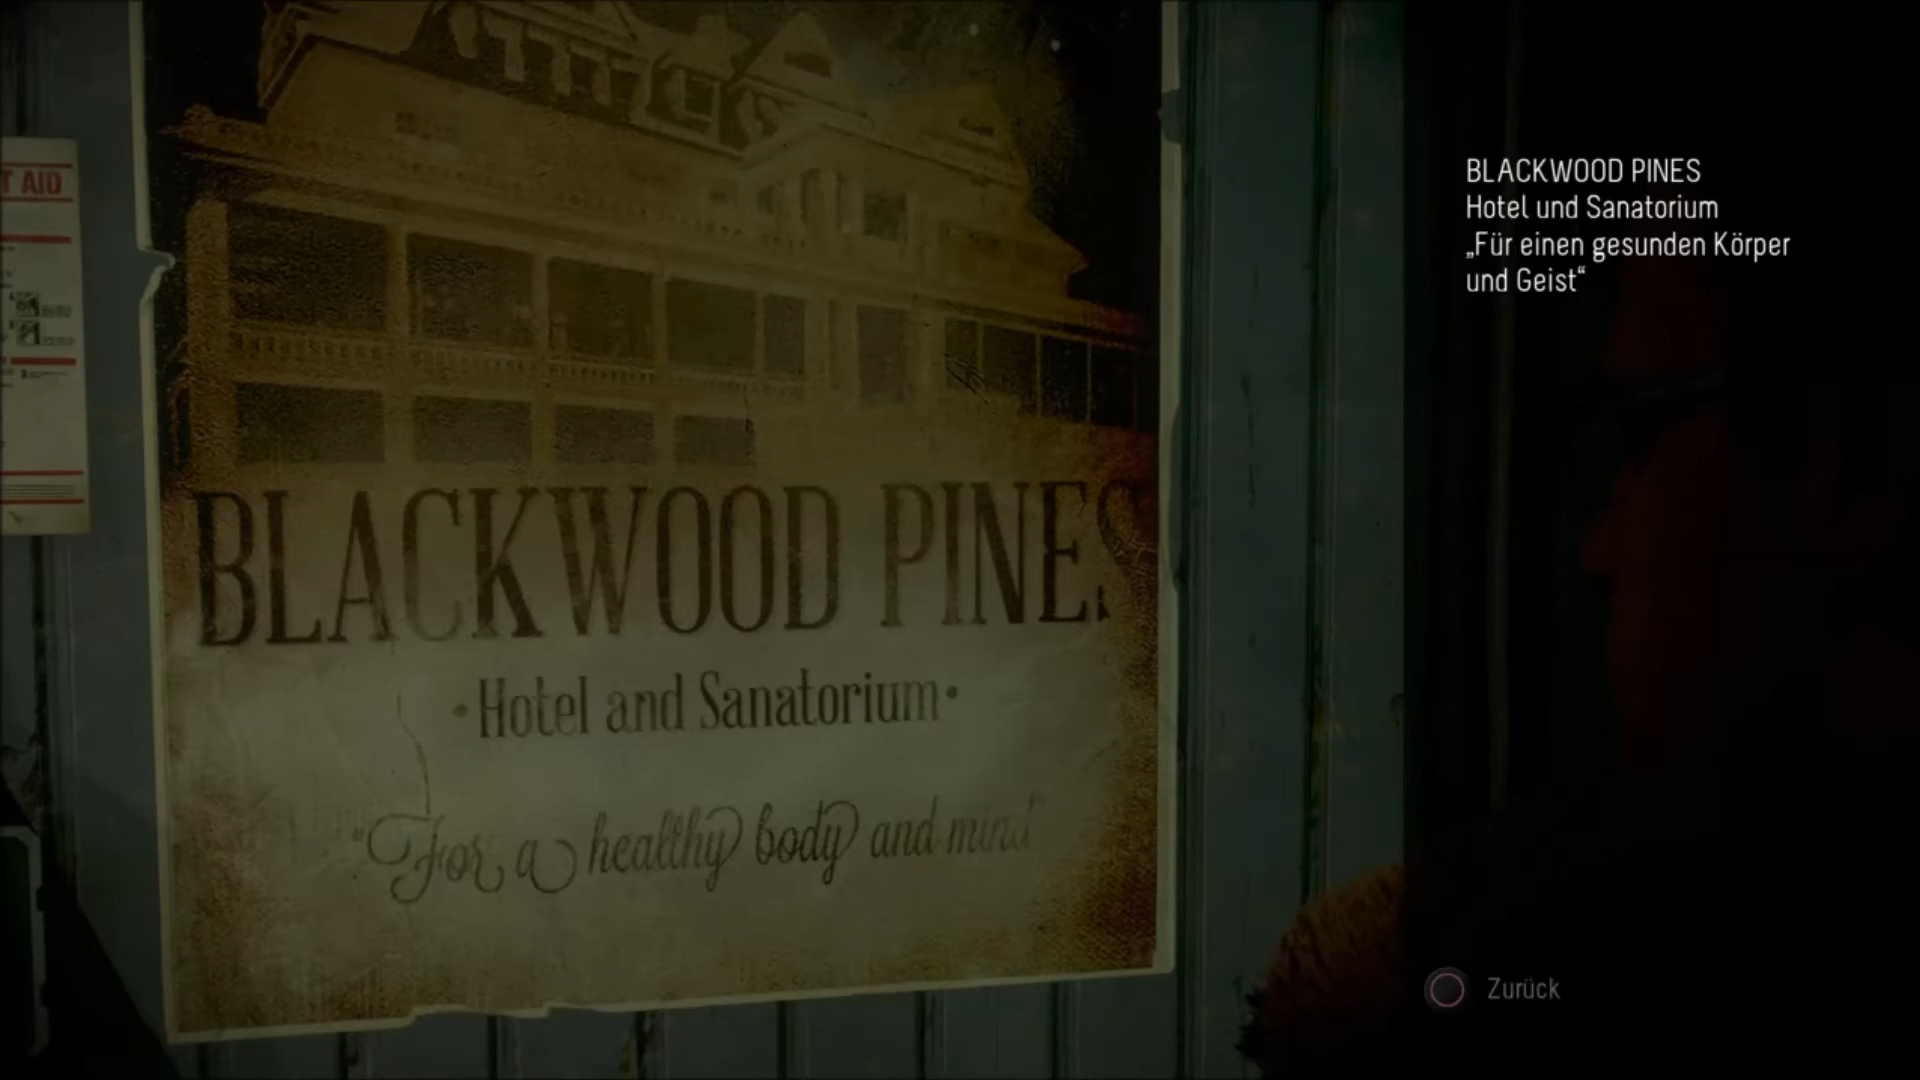 T AID
BLACKWOOD PINES
•Hotel and Sanatorium•
"For a healthy body and mind"
BLACKWOOD PINES
Hotel und Sanatorium
„Für einen gesunden Körper
und Geist“
Zurück